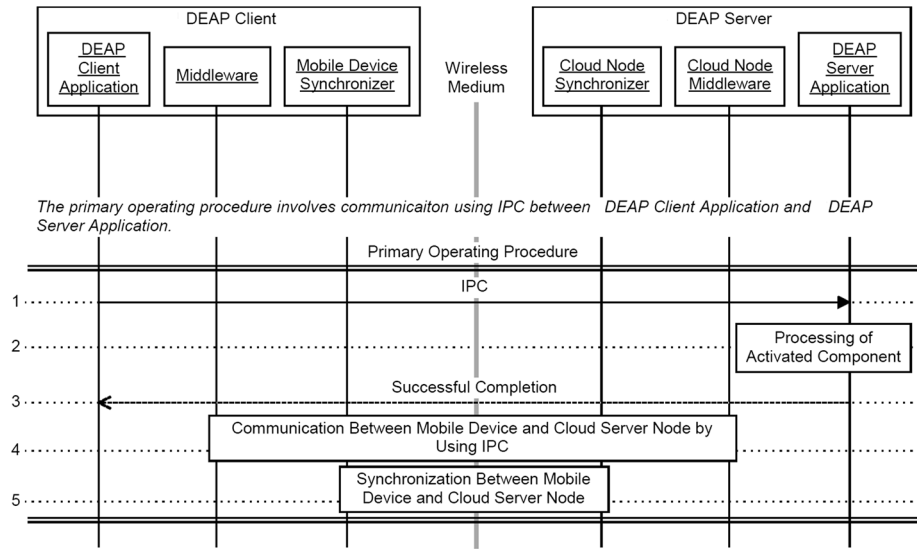 DEAP Client
DEAP Server
DEAP
Client
Application
Middleware
Mobile Device
Synchronizer
Wireless
Medium
Cloud Node
Synchronizer
Cloud Node
Middleware
DEAP
Server
Application
The primary operating procedure involves communicaiton using IPC between DEAP Client Application and DEAP
Server Application.
Primary Operating Procedure
1
IPC
2
Processing of
Activated Component
Successful Completion
3
Communication Between Mobile Device and Cloud Server Node by
Using IPC
4
Synchronization Between Mobile
Device and Cloud Server Node
5